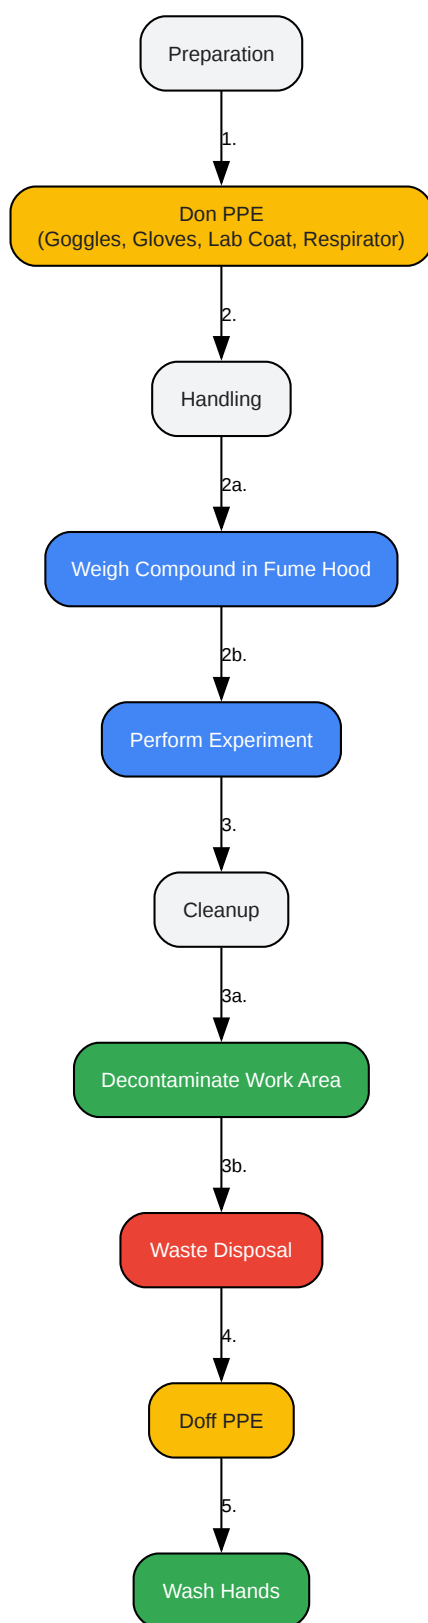 Preparation
1.
Don PPE
(Goggles, Gloves, Lab Coat, Respirator)
2.
Handling
2a.
Weigh Compound in Fume Hood
2b.
Perform Experiment
3.
Cleanup
3a.
Decontaminate Work Area
3b.
Waste Disposal
4.
Doff PPE
5.
Wash Hands